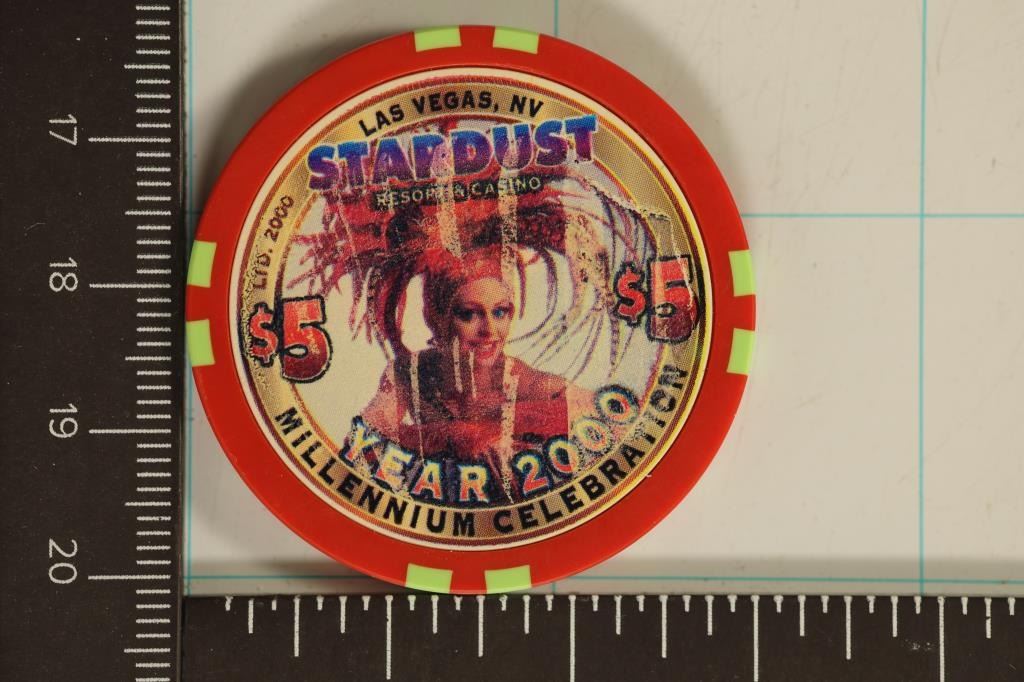 LAS VEGAS, NV
STARDUST
RESORT & CASINO
LTD. 2000
$5
$5
YEAR 2000
MILLENNIUM CELEBRATION
17
18
19
20